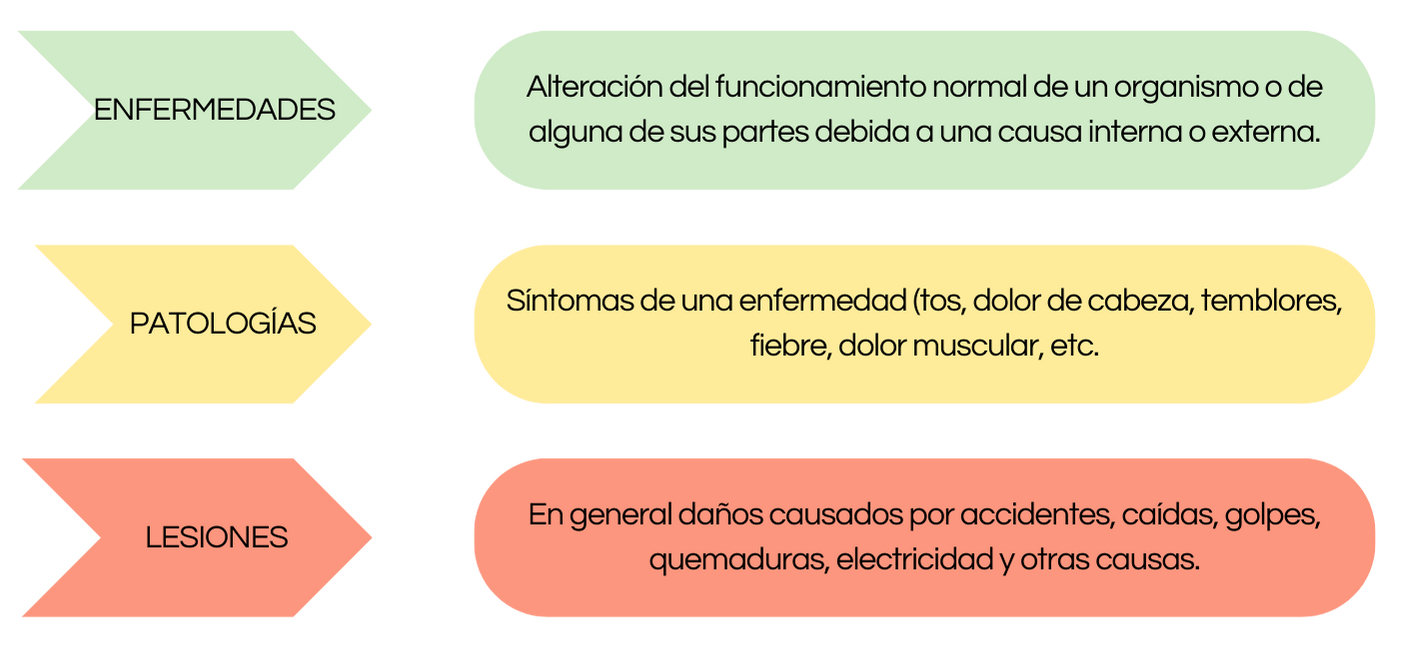 ENFERMEDADES
Alteración del funcionamiento normal de un organismo o de
alguna de sus partes debida a una causa interna o externa.
PATOLOGÍAS
Síntomas de una enfermedad (tos, dolor de cabeza, temblores,
fiebre, dolor muscular, etc.
LESIONES
En general daños causados por accidentes, caídas, golpes,
quemaduras, electricidad y otras causas.